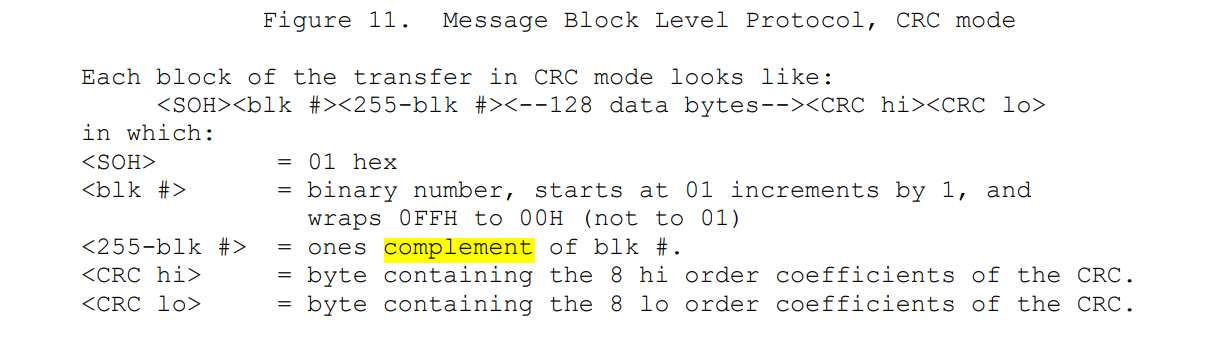 Figure 11. Message Block Level Protocol, CRC mode
Each block of the transfer in CRC mode looks like:
<SOH><blk #><255-blk #><--128 data bytes--><CRC hi><CRC lo>
in which:
<SOH> = 01 hex
<blk #> = binary number, starts at 01 increments by 1, and
wraps 0FFH to 00H (not to 01)
<255-blk #> = ones complement of blk #.
<CRC hi> = byte containing the 8 hi order coefficients of the CRC.
<CRC lo> = byte containing the 8 lo order coefficients of the CRC.